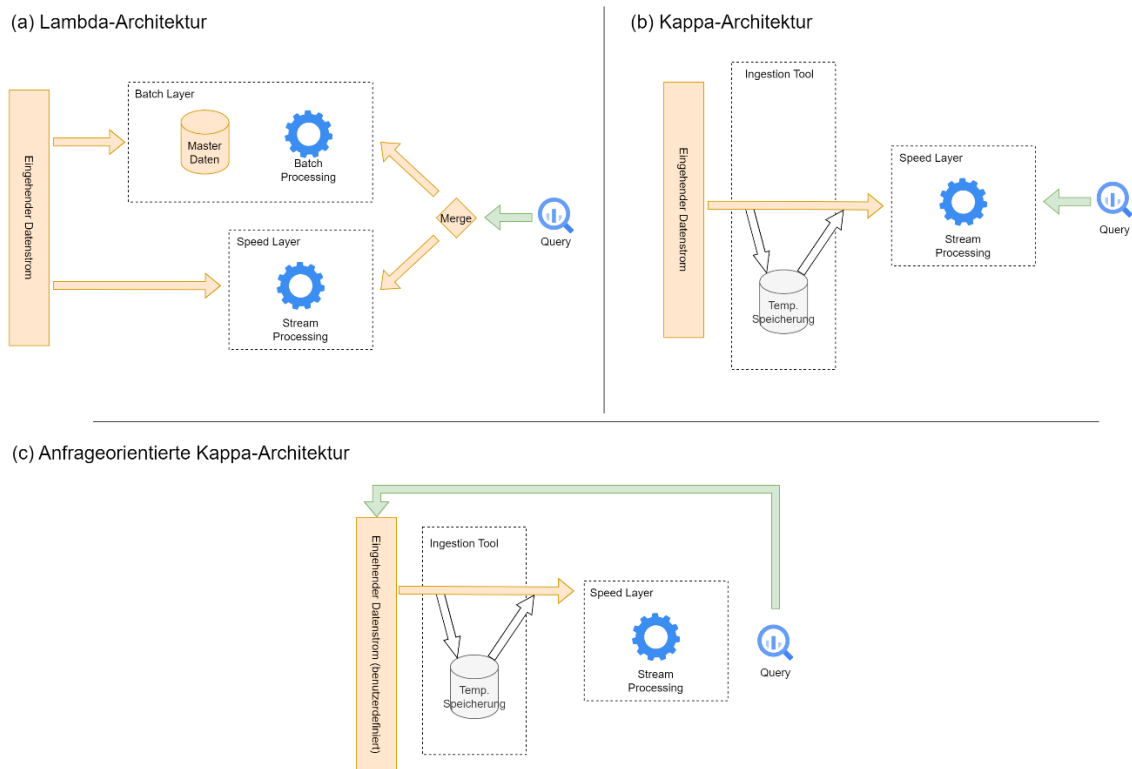 (a) Lambda-Architektur
Eingehender Datenstrom
Batch Layer
Master
Daten
Batch
Processing
Merge
Query
Speed Layer
Stream
Processing
(b) Kappa-Architektur
Eingehender Datenstrom
Ingestion Tool
Temp.
Speicherung
Speed Layer
Stream
Processing
Query
(c) Anfrageorientierte Kappa-Architektur
Eingehender Datenstrom (benutzerdefiniert)
Ingestion Tool
Temp.
Speicherung
Speed Layer
Stream
Processing
Query